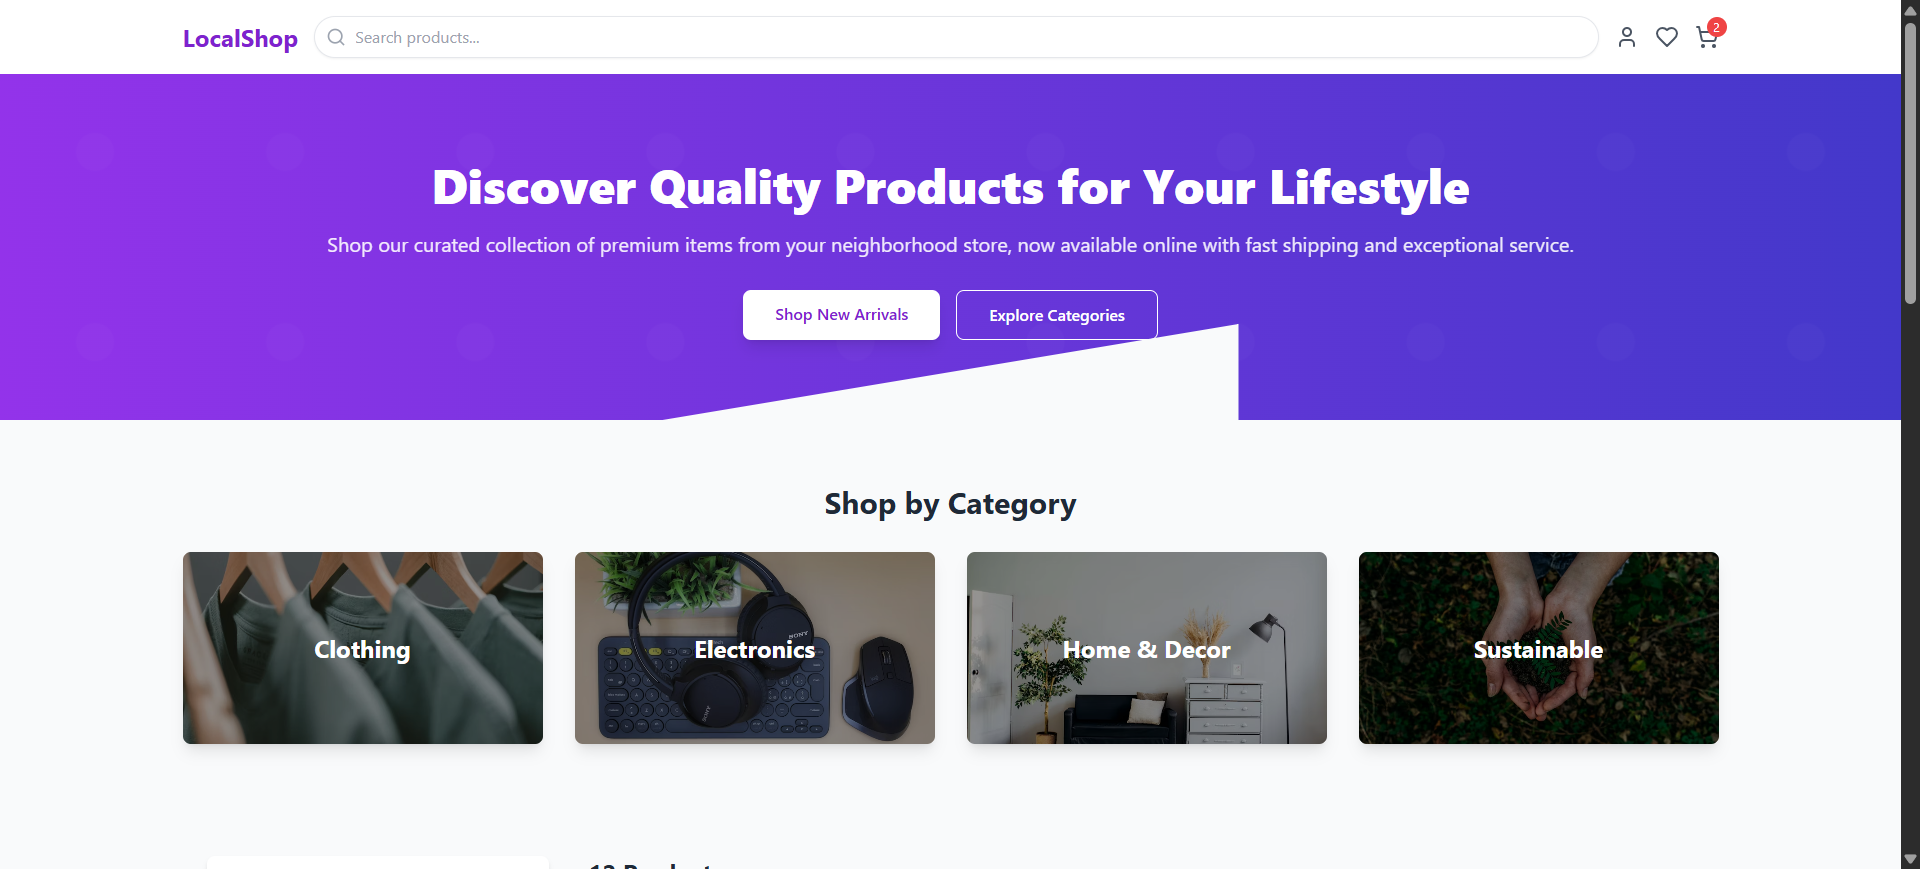 LocalShop
Search products...
2
Discover Quality Products for Your Lifestyle
Shop our curated collection of premium items from your neighborhood store, now available online with fast shipping and exceptional service.
Shop New Arrivals
Explore Categories
Shop by Category
Clothing
Electronics
Home & Decor
Sustainable
SONY
SONY